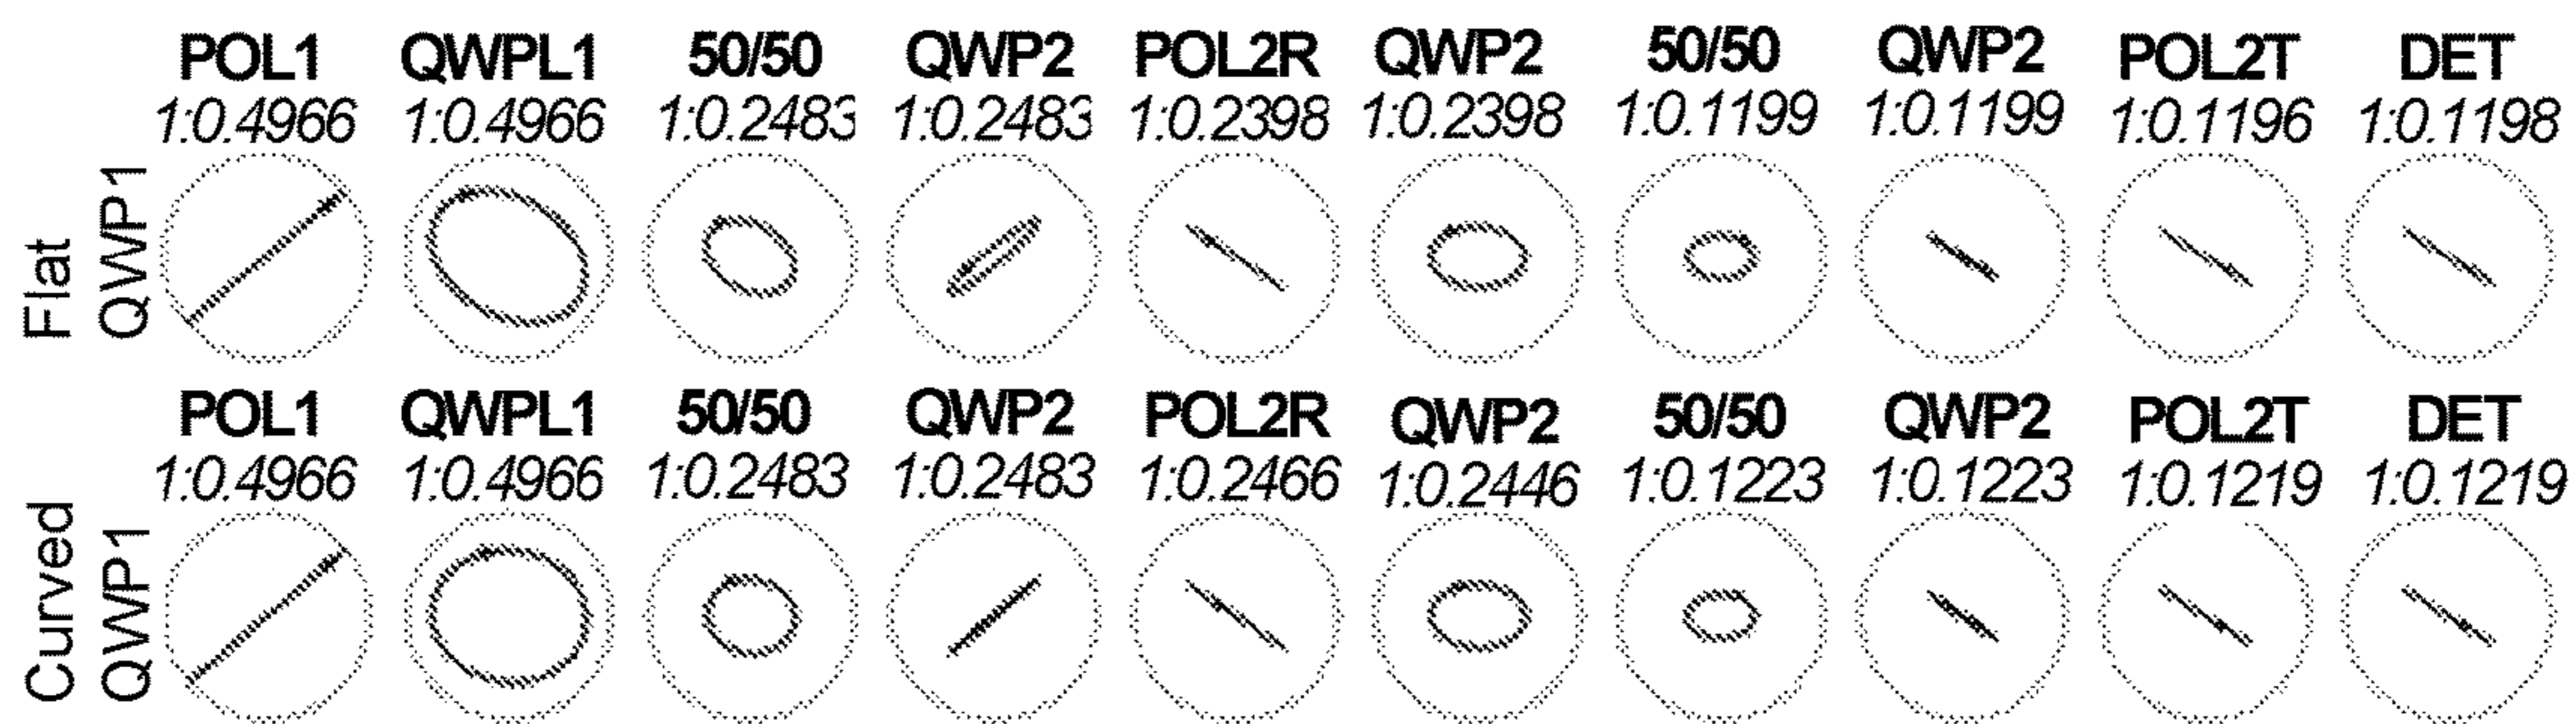 POL1 QWPL1 50/50 QWP2 POL2R QWP2 50/50 QWP2 POL2T DET
1:0.4966 1:0.4966 1:0.2483 1:0.2483 1:0.2398 1:0.2398 1:0.1199 1:0.1199 1:0.1196 1:0.1198
Flat
QWP1
POL1 QWPL1 50/50 QWP2 POL2R QWP2 50/50 QWP2 POL2T DET
1:0.4966 1:0.4966 1:0.2483 1:0.2483 1:0.2466 1:0.2446 1:0.1223 1:0.1223 1:0.1219 1:0.1219
Curved
QWP1